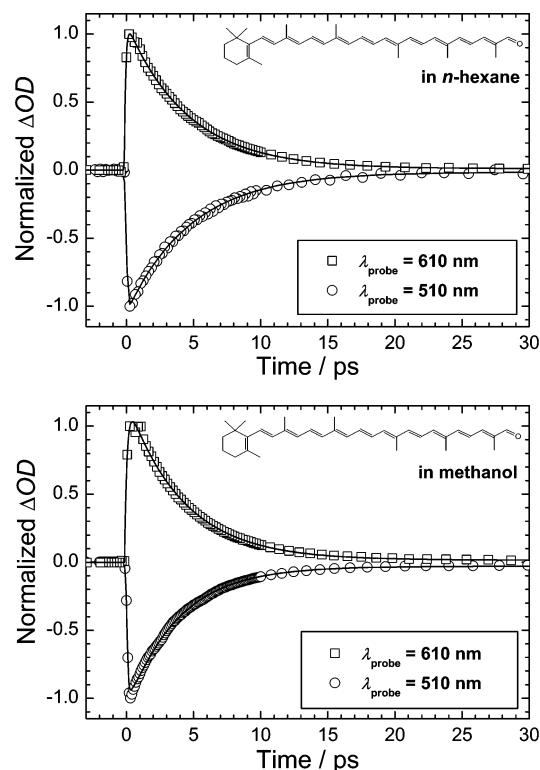 1.0
0.5
0.0
-0.5
-1.0
Normalized ΔOD
O
in n-hexane
λprobe = 610 nm
λprobe = 510 nm
0 5 10 15 20 25 30
Time / ps
1.0
0.5
0.0
-0.5
-1.0
Normalized ΔOD
O
in methanol
λprobe = 610 nm
λprobe = 510 nm
0 5 10 15 20 25 30
Time / ps